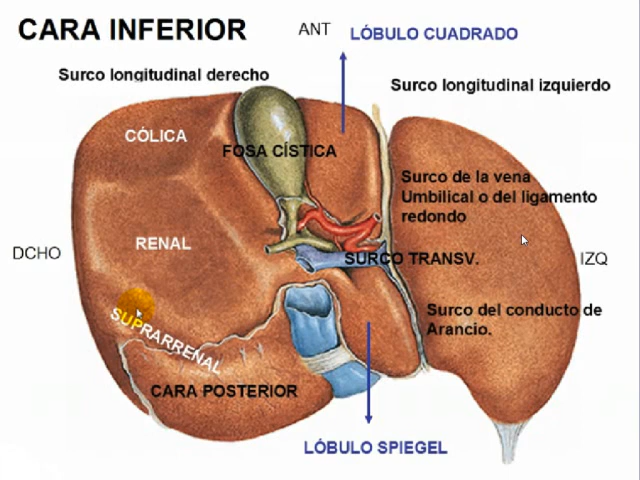 CARA INFERIOR
ANT
LÓBULO CUADRADO
Surco longitudinal derecho
Surco longitudinal izquierdo
CÓLICA
FOSA CÍSTICA
Surco de la vena
Umbilical o del ligamento
redondo
RENAL
DCHO
SURCO TRANSV.
IZQ
Surco del conducto de
Arancio.
SUPRARRENAL
CARA POSTERIOR
LÓBULO SPIEGEL